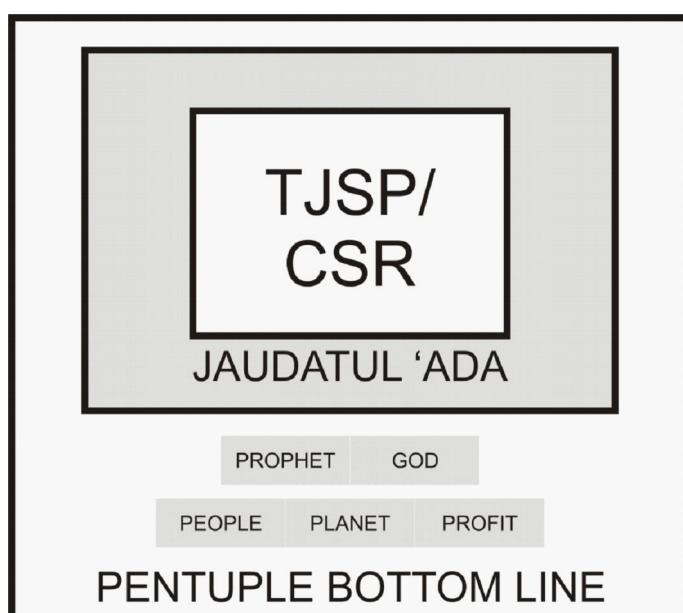 TJSP/
CSR
JAUDATUL ‘ADA
PROPHET GOD
PEOPLE PLANET PROFIT
PENTUPLE BOTTOM LINE